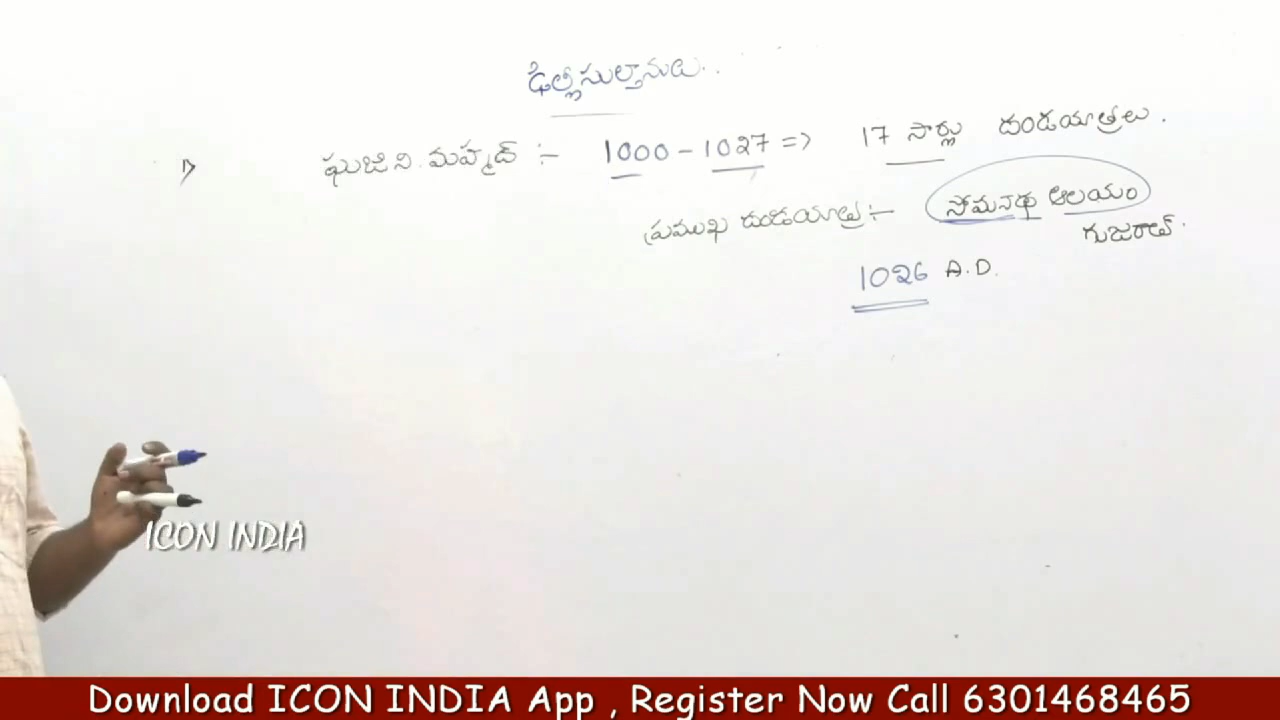 ఢిల్లీసుల్తానులు..
1) ఘజిని మహ్మద్ :- 1000 - 1027 => 17 సార్లు దండయాత్రలు.
ప్రముఖ దండయాత్ర :- సోమనాథ ఆలయం
గుజరాత్.
1026 A.D.
ICON INDIA
Download ICON INDIA App , Register Now Call 6301468465